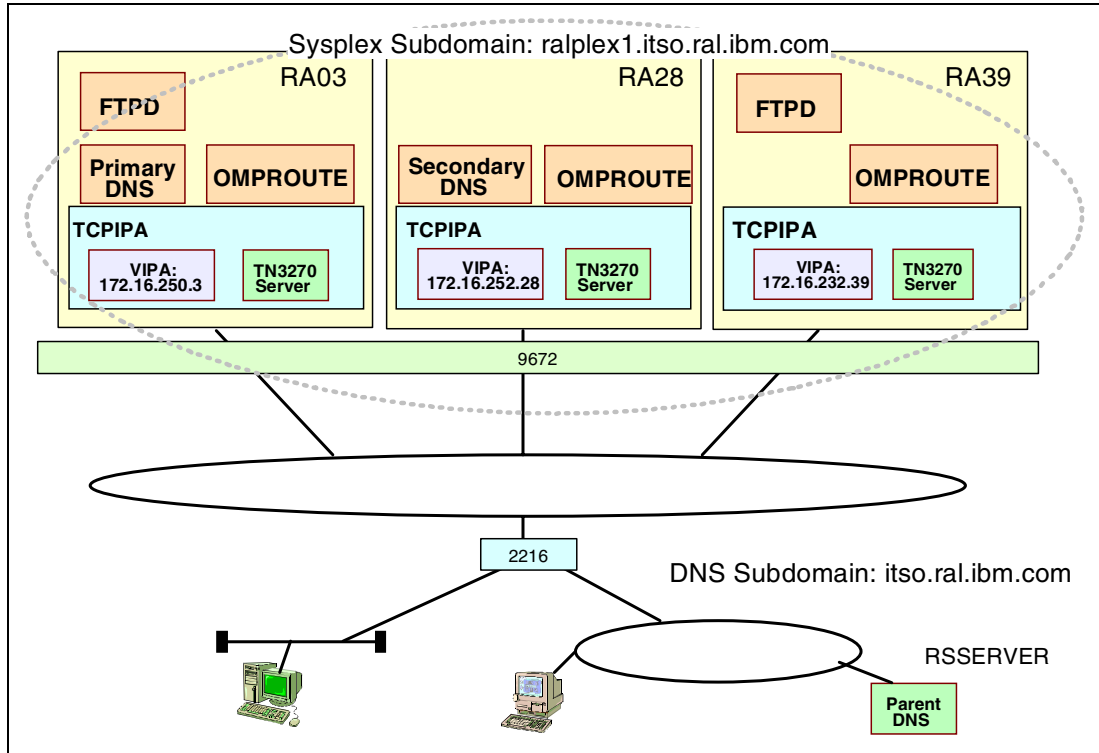 Sysplex Subdomain: ralplex1.itso.ral.ibm.com
RA03
FTPD
Primary
DNS
OMPROUTE
TCPIPA
VIPA:
172.16.250.3
TN3270
Server
RA28
Secondary
DNS
OMPROUTE
TCPIPA
VIPA:
172.16.252.28
TN3270
Server
RA39
FTPD
OMPROUTE
TCPIPA
VIPA:
172.16.232.39
TN3270
Server
9672
2216
DNS Subdomain: itso.ral.ibm.com
RSSERVER
Parent
DNS